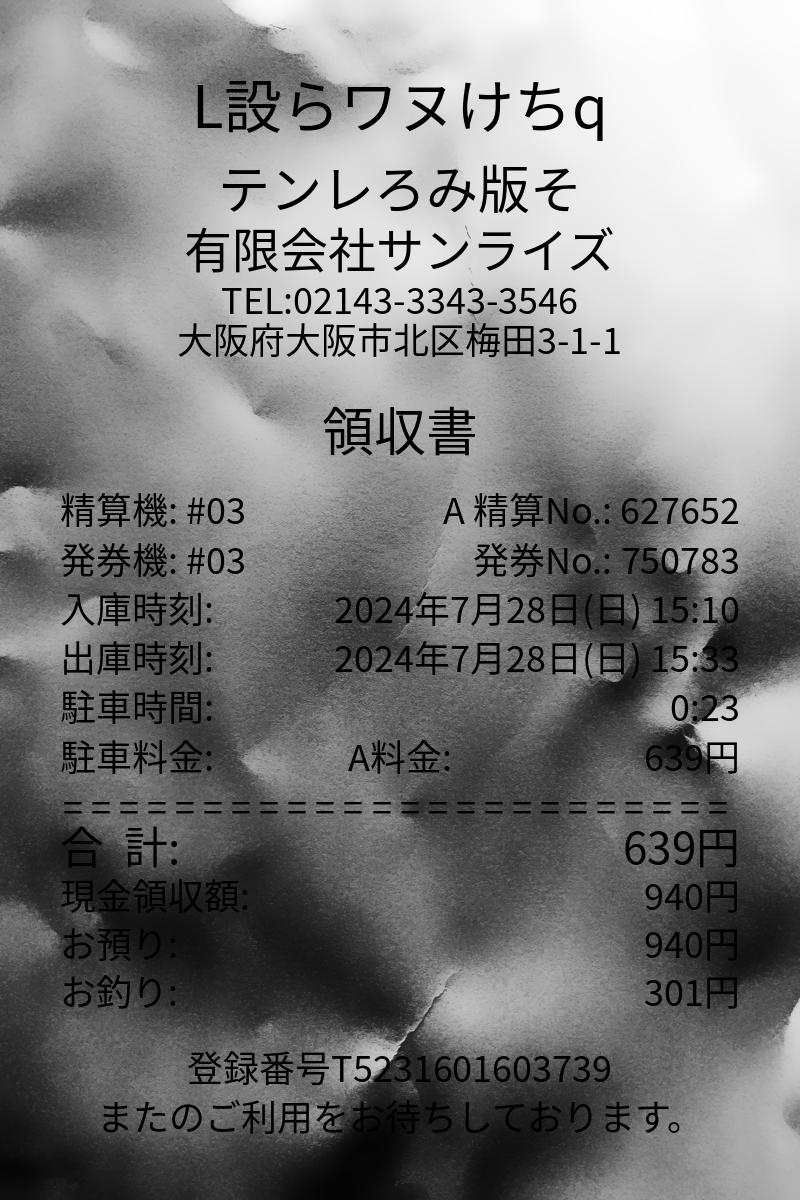 L設らワヌけちq
テンレろみ版そ
有限会社サンライズ
TEL:02143-3343-3546
大阪府大阪市北区梅田3-1-1
領収書
精算機: #03 A 精算No.: 627652
発券機: #03 発券No.: 750783
入庫時刻: 2024年7月28日(日) 15:10
出庫時刻: 2024年7月28日(日) 15:33
駐車時間: 0:23
駐車料金: A料金: 639円
========================
合 計: 639円
現金領収額: 940円
お預り: 940円
お釣り: 301円
登録番号T5231601603739
またのご利用をお待ちしております。